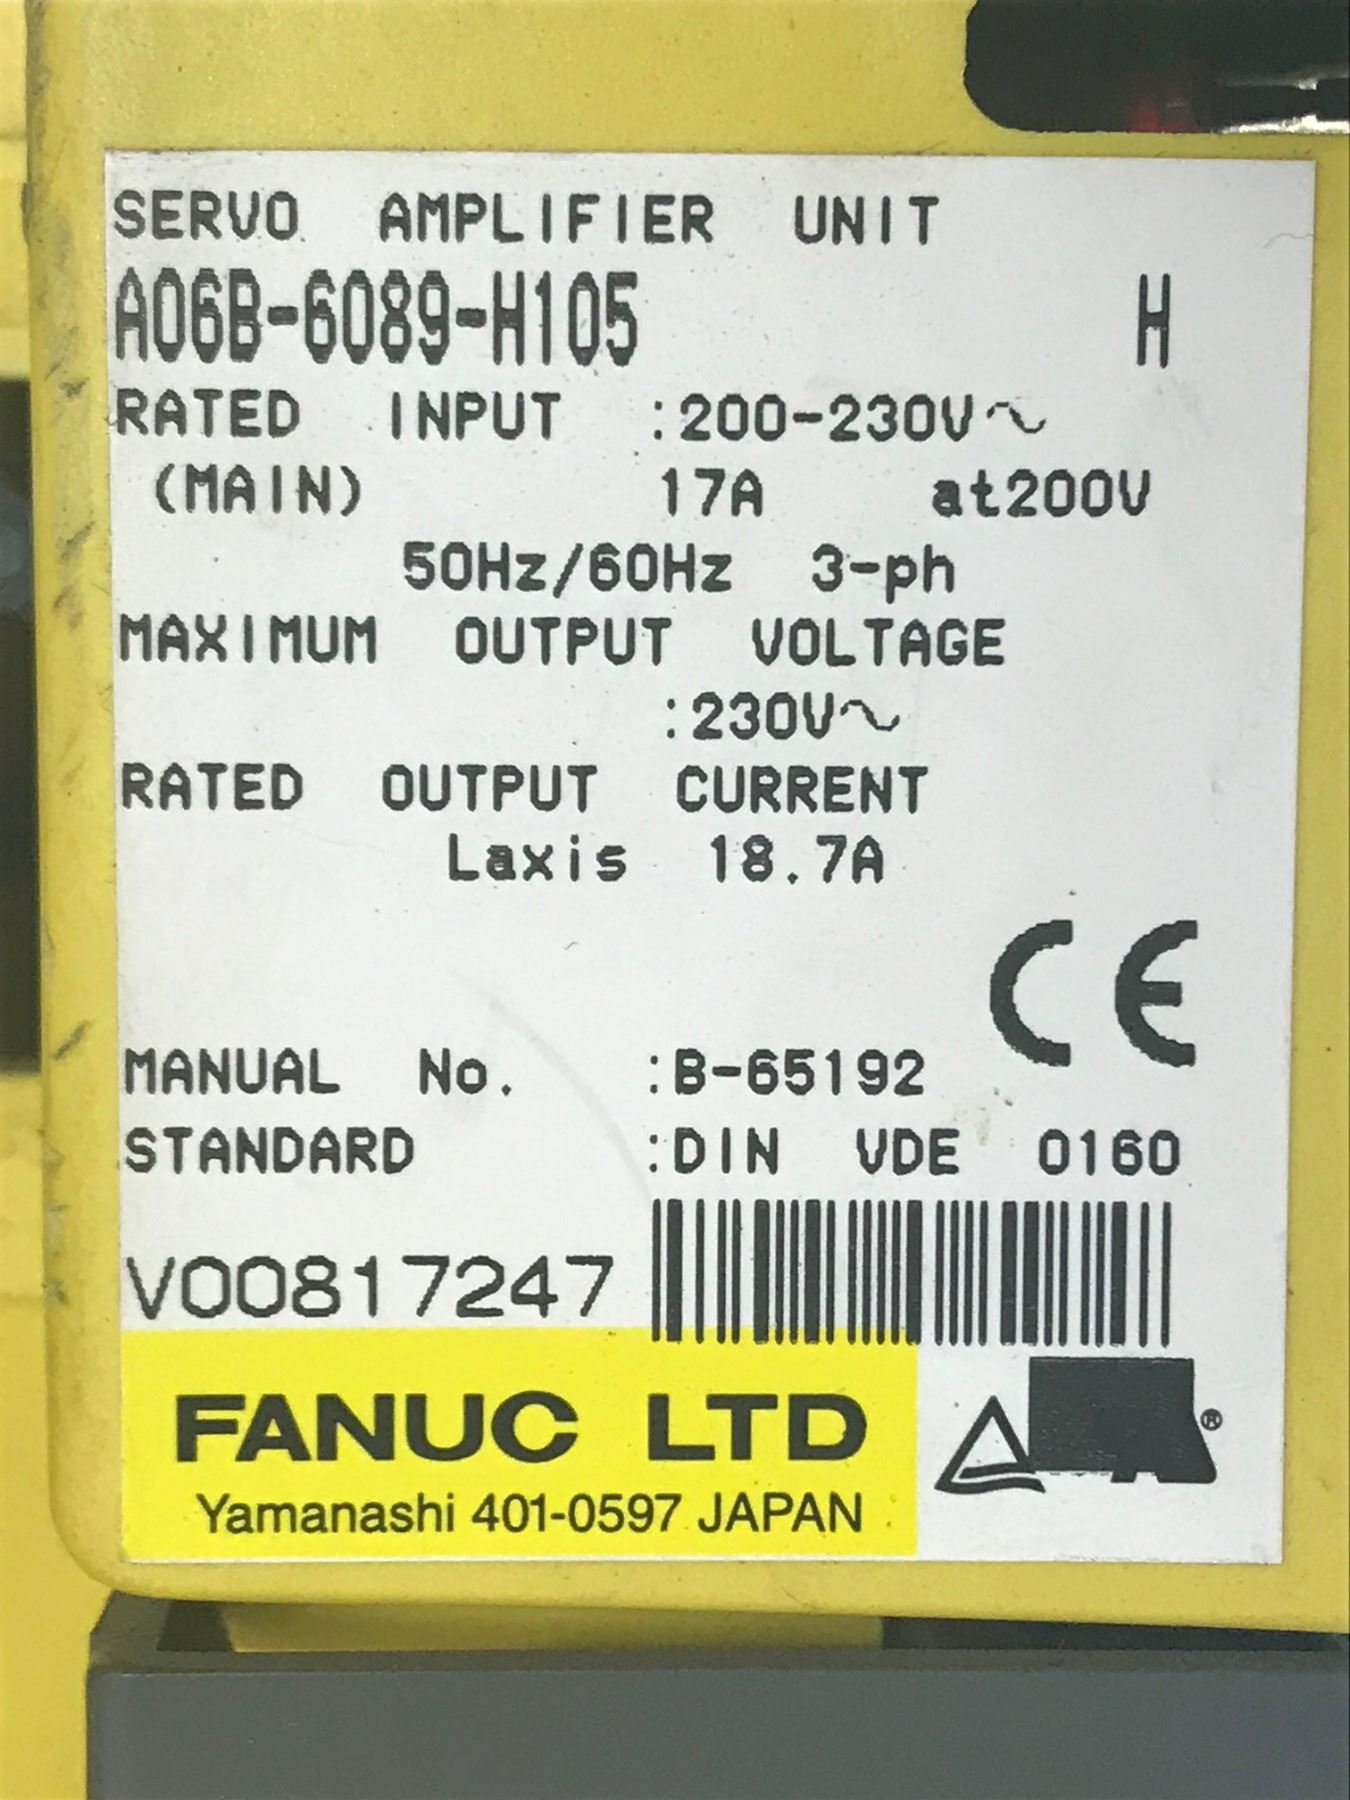 SERVO AMPLIFIER UNIT
A06B-6089-H105 H
RATED INPUT :200-230V~
(MAIN) 17A at200V
50Hz/60Hz 3-ph
MAXIMUM OUTPUT VOLTAGE
:230V~
RATED OUTPUT CURRENT
Laxis 18.7A
CE
MANUAL No. :B-65192
STANDARD :DIN VDE 0160
V00817247
FANUC LTD
Yamanashi 401-0597 JAPAN
®